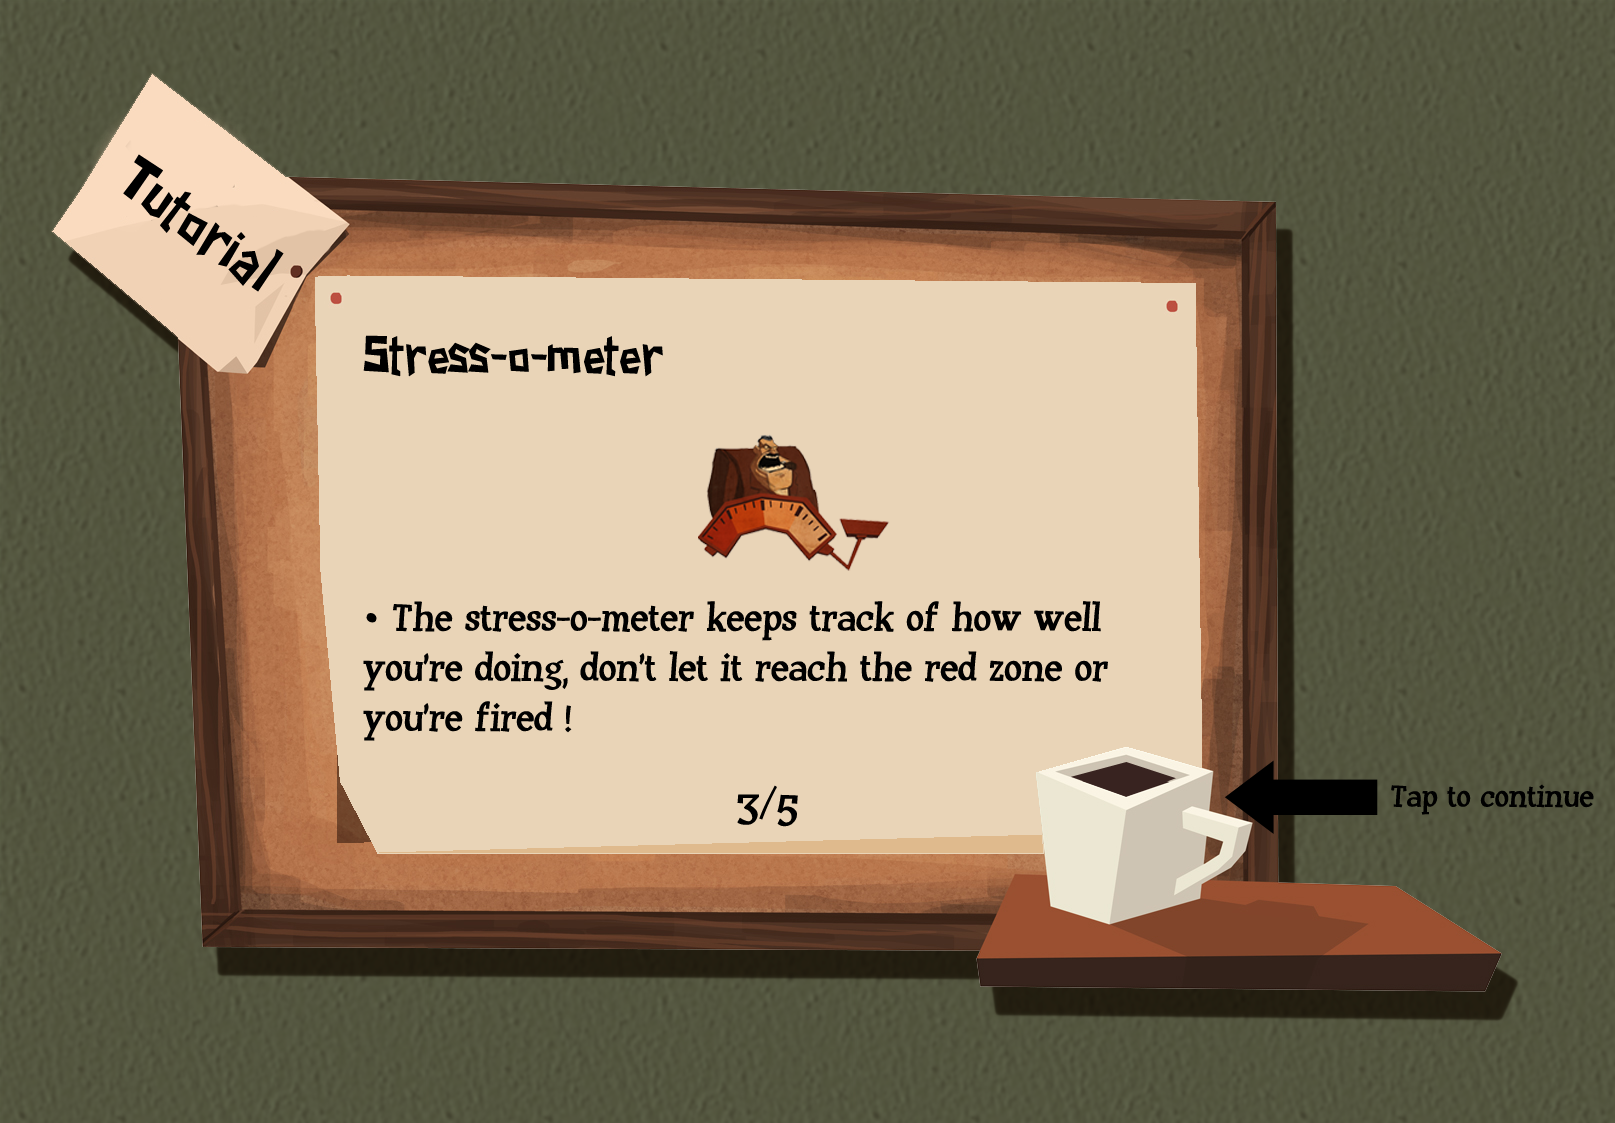 Tutorial
Stress-o-meter
• The stress-o-meter keeps track of how well
you're doing, don't let it reach the red zone or
you're fired !
3/5
Tap to continue